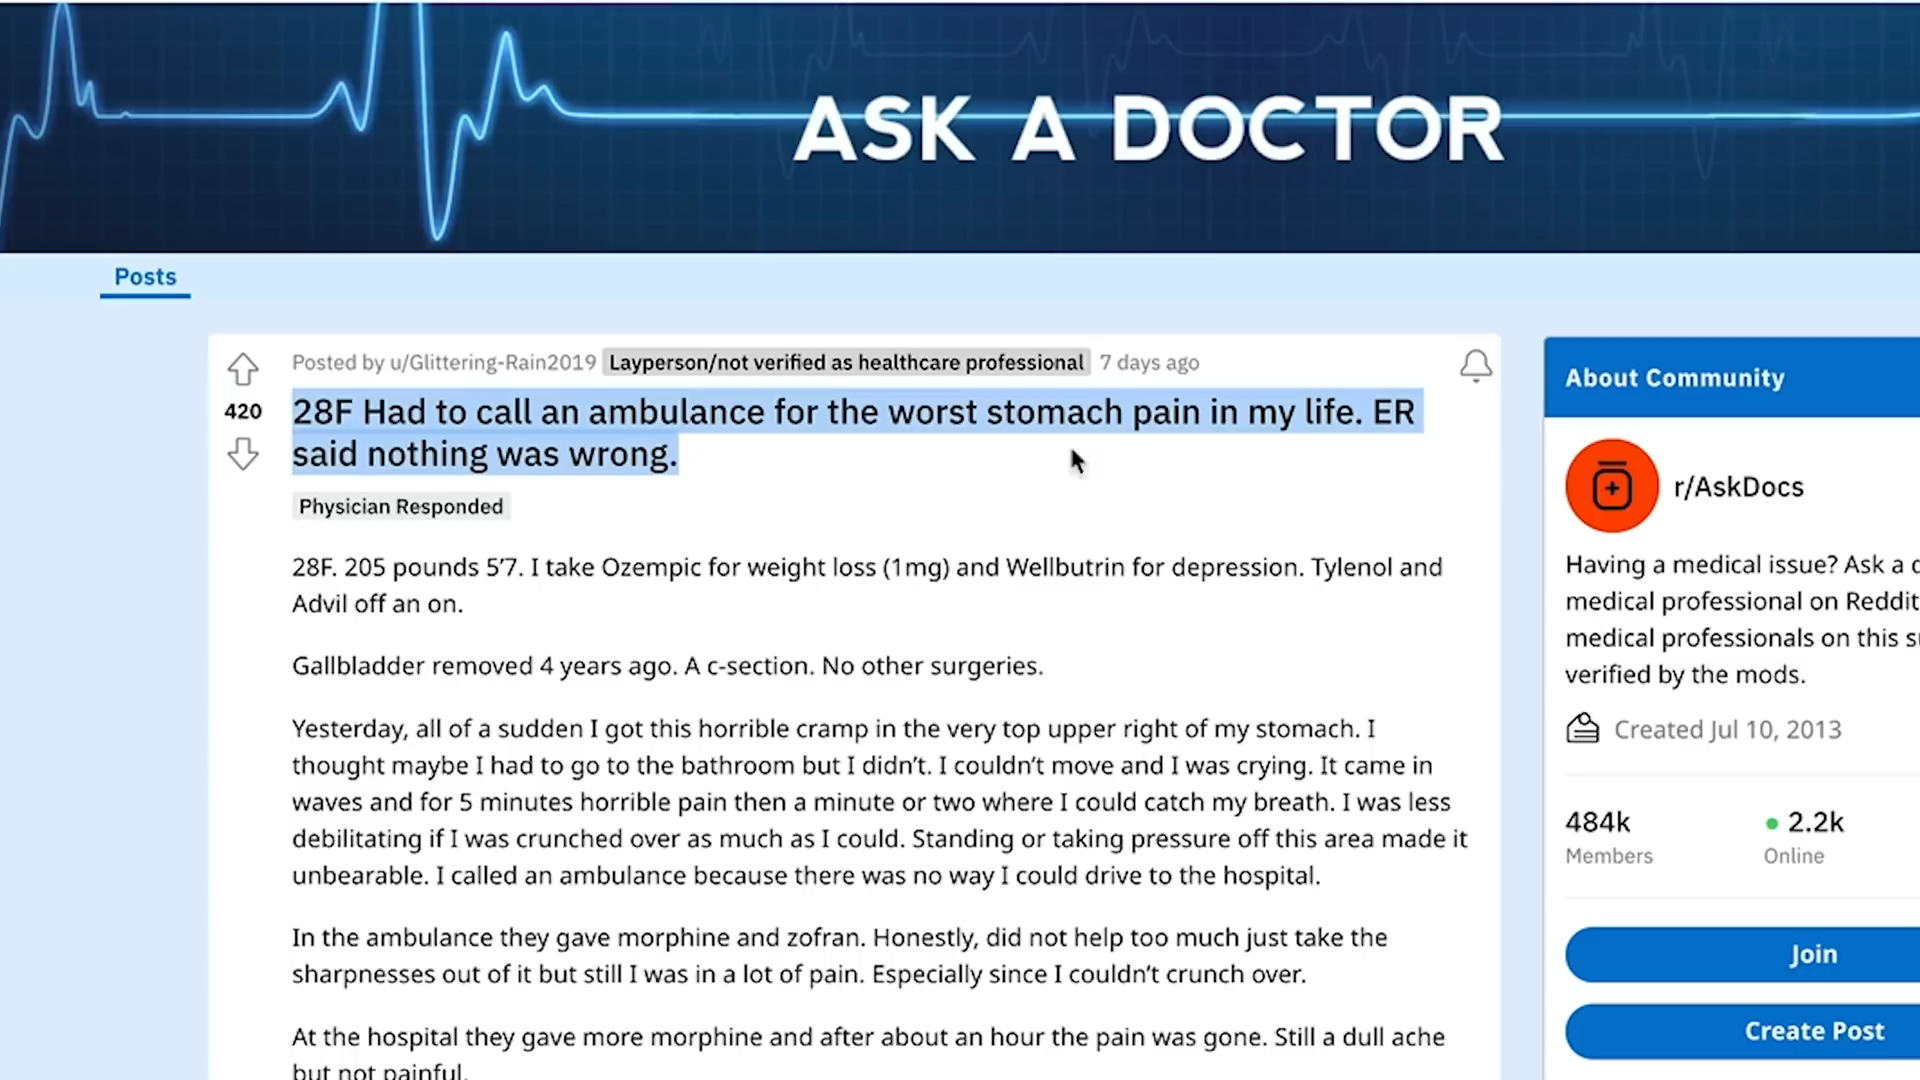 ASK A DOCTOR
Posts
Posted by u/Glittering-Rain2019 Layperson/not verified as healthcare professional 7 days ago
420
28F Had to call an ambulance for the worst stomach pain in my life. ER
said nothing was wrong.
Physician Responded
28F. 205 pounds 5'7. I take Ozempic for weight loss (1mg) and Wellbutrin for depression. Tylenol and
Advil off an on.
Gallbladder removed 4 years ago. A c-section. No other surgeries.
Yesterday, all of a sudden I got this horrible cramp in the very top upper right of my stomach. I
thought maybe I had to go to the bathroom but I didn't. I couldn't move and I was crying. It came in
waves and for 5 minutes horrible pain then a minute or two where I could catch my breath. I was less
debilitating if I was crunched over as much as I could. Standing or taking pressure off this area made it
unbearable. I called an ambulance because there was no way I could drive to the hospital.
In the ambulance they gave morphine and zofran. Honestly, did not help too much just take the
sharpnesses out of it but still I was in a lot of pain. Especially since I couldn't crunch over.
At the hospital they gave more morphine and after about an hour the pain was gone. Still a dull ache
but not painful.
About Community
r/AskDocs
Having a medical issue? Ask a
medical professional on Reddit
medical professionals on this
verified by the mods.
Created Jul 10, 2013
484k
Members
2.2k
Online
Join
Create Post